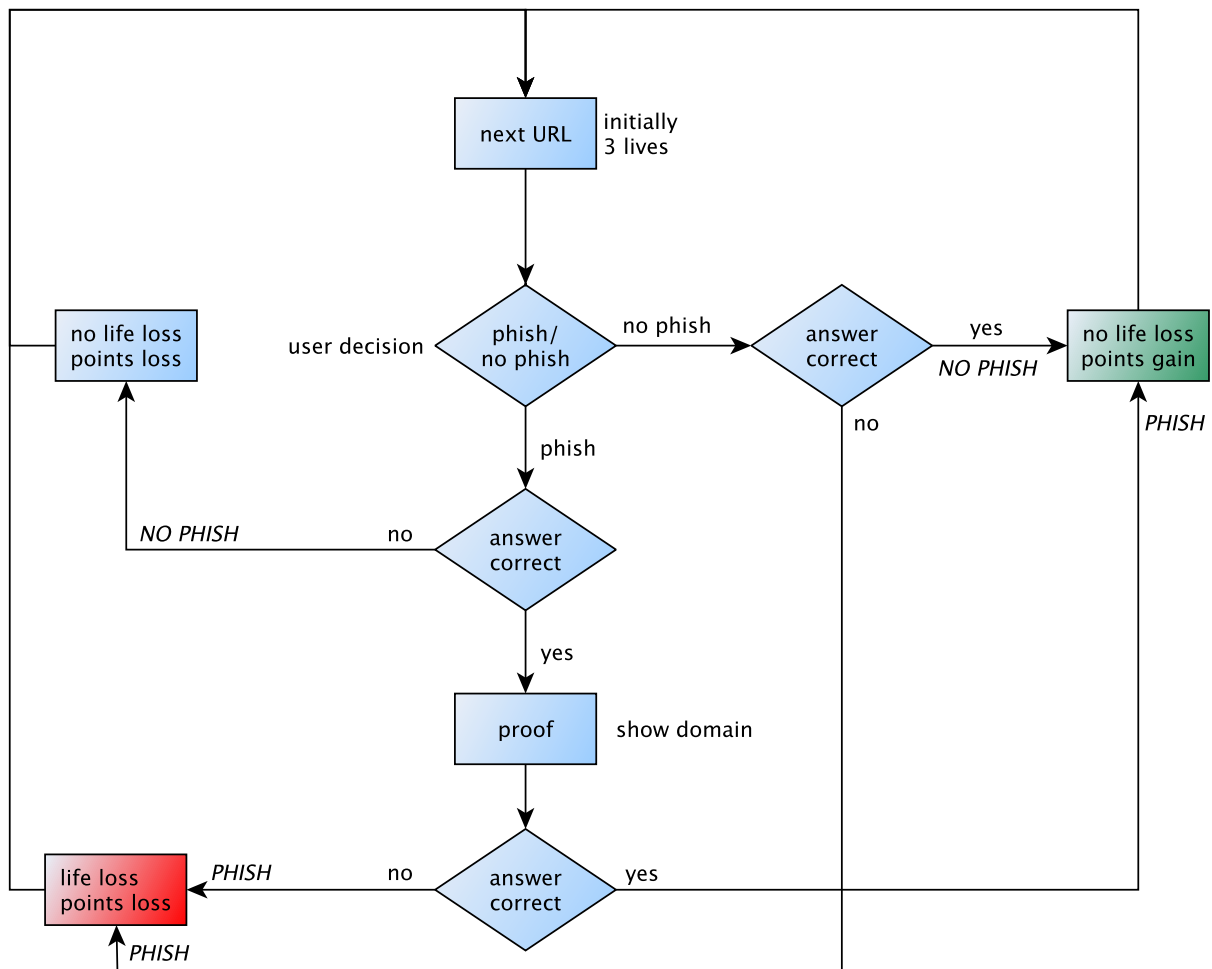 next URL
initially
3 lives
no life loss
points loss
user decision
phish/
no phish
no phish
answer
correct
yes
NO PHISH
no life loss
points gain
no
PHISH
phish
NO PHISH
no
answer
correct
yes
proof
show domain
life loss
points loss
PHISH
no
answer
correct
yes
PHISH